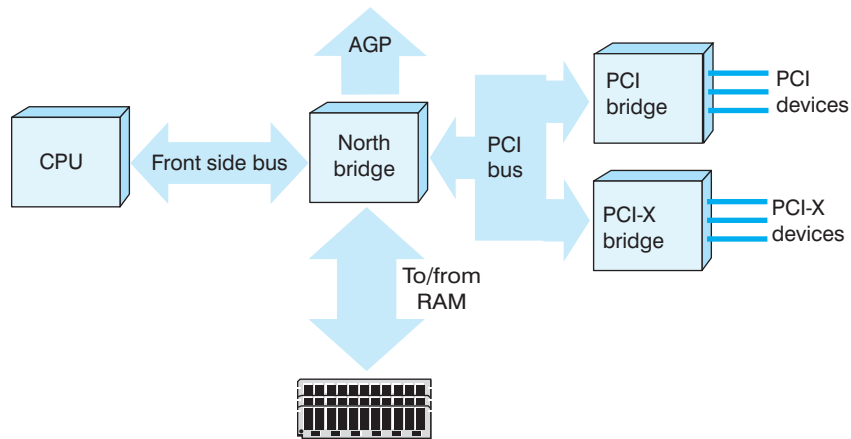 AGP
CPU
Front side bus
North
bridge
PCI
bus
PCI
bridge
PCI
devices
PCI-X
bridge
PCI-X
devices
To/from
RAM